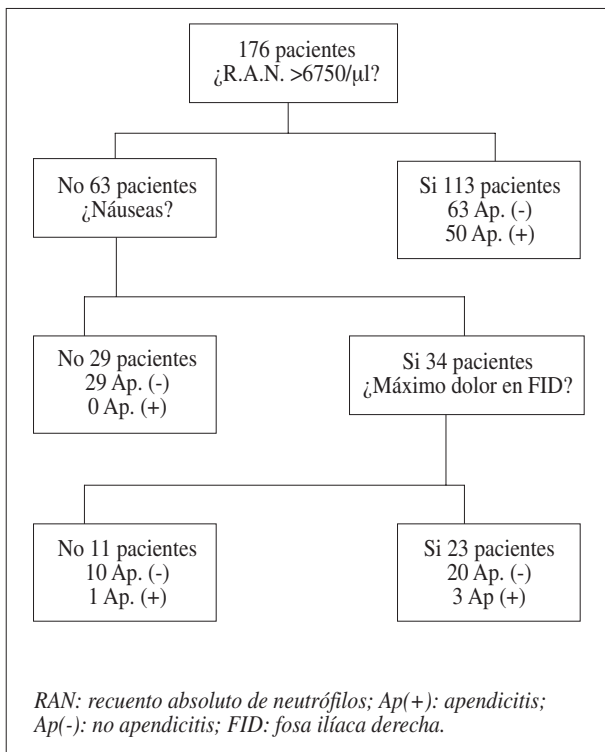 176 pacientes
¿R.A.N. >6750/µl?
No 63 pacientes
¿Náuseas?
Si 113 pacientes
63 Ap. (-)
50 Ap. (+)
No 29 pacientes
29 Ap. (-)
0 Ap. (+)
Si 34 pacientes
¿Máximo dolor en FID?
No 11 pacientes
10 Ap. (-)
1 Ap. (+)
Si 23 pacientes
20 Ap. (-)
3 Ap (+)
RAN: recuento absoluto de neutrófilos; Ap(+): apendicitis;
Ap(-): no apendicitis; FID: fosa ilíaca derecha.